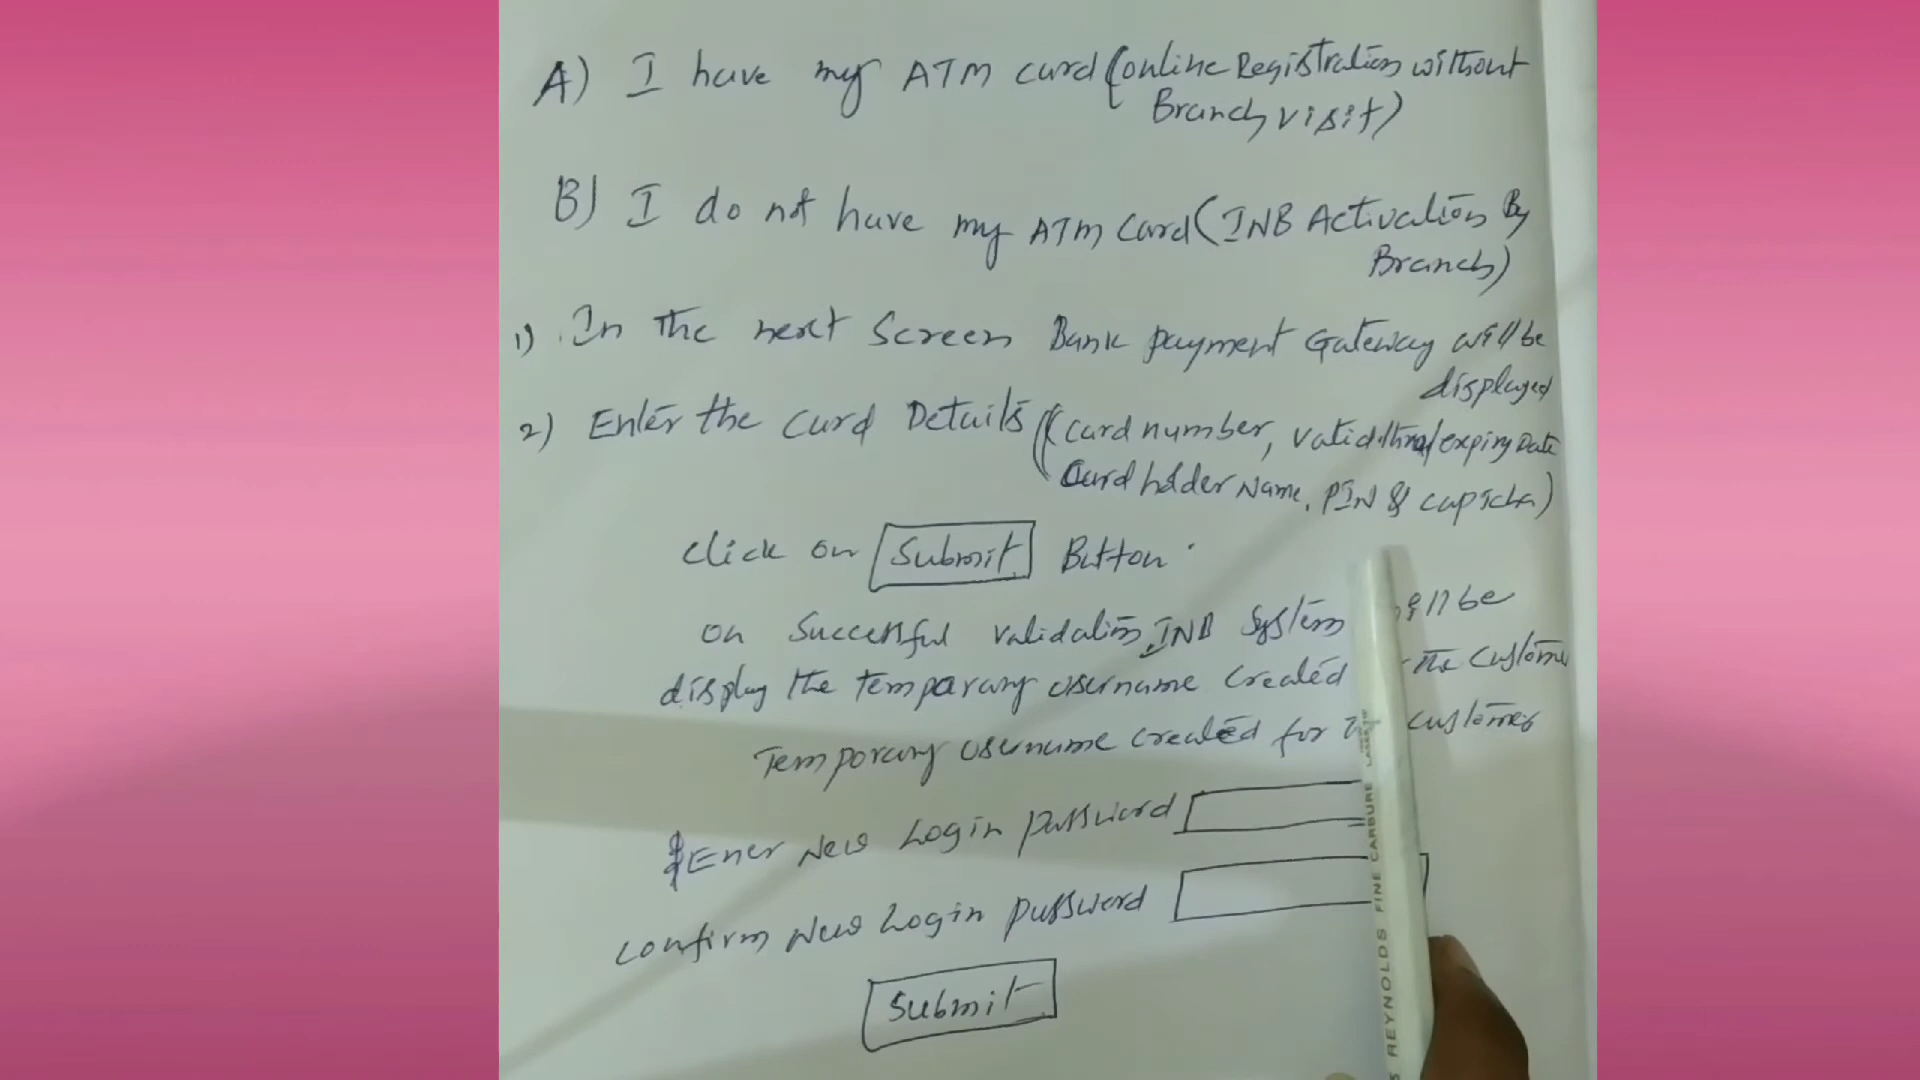 A) I have my ATM card (online Registration without
Branch visit)
B) I do not have my ATM Card (INB Activation By
Branch)
1) In the next Screen Bank payment Gateway will be
displayed
2) Enter the Card Details (card number, valid thro/expiry Date
Card holder Name, PIN & captcha)
Click on Submit Button.
on Successful validation, INB System will be
display the temporary username created the Customer
Temporary username created for customer
Ener New Login password
confirm New Login password
Submit
REYNOLDS FINE CARBURE